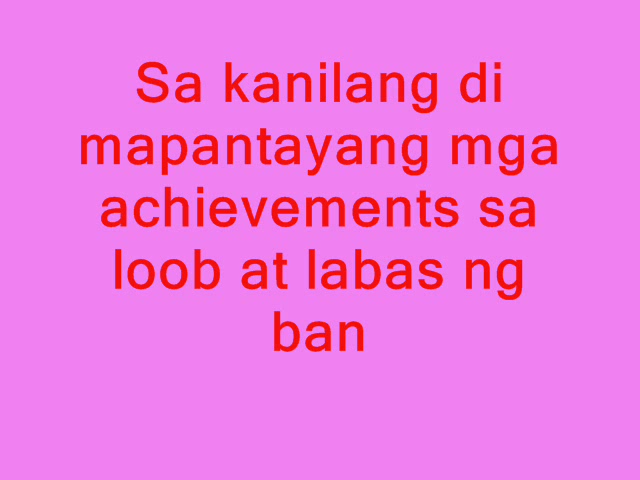 Sa kanilang di
mapantayang mga
achievements sa
loob at labas ng
ban